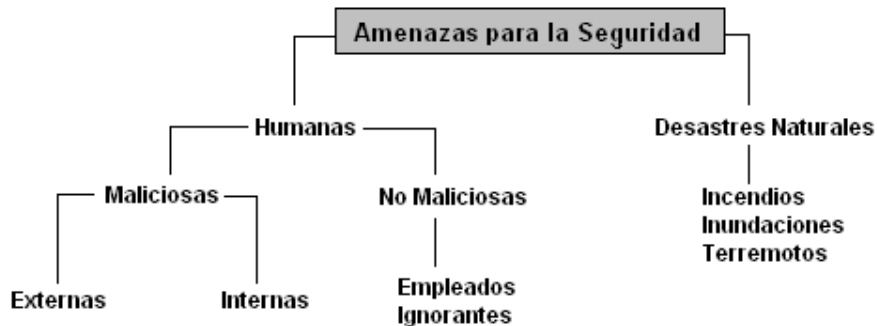 Amenazas para la Seguridad
Humanas
Desastres Naturales
Maliciosas
No Maliciosas
Incendios
Inundaciones
Terremotos
Externas
Internas
Empleados
Ignorantes